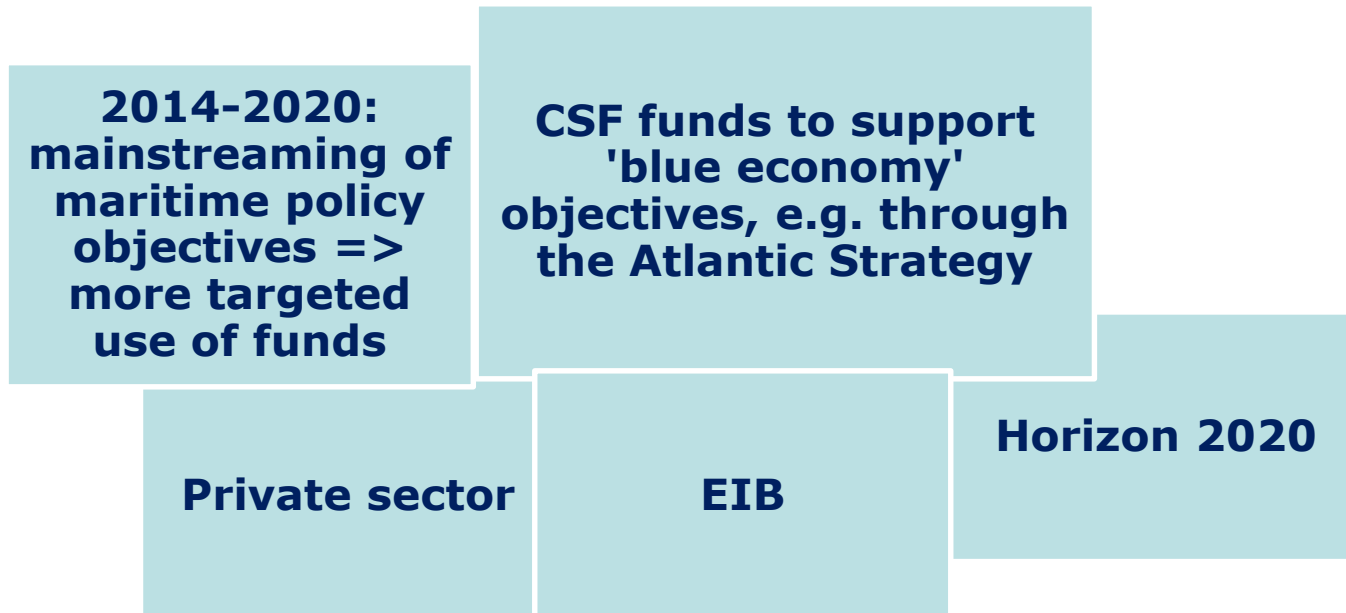 2014-2020:
mainstreaming of
maritime policy
objectives =>
more targeted
use of funds
CSF funds to support
'blue economy'
objectives, e.g. through
the Atlantic Strategy
Private sector
EIB
Horizon 2020